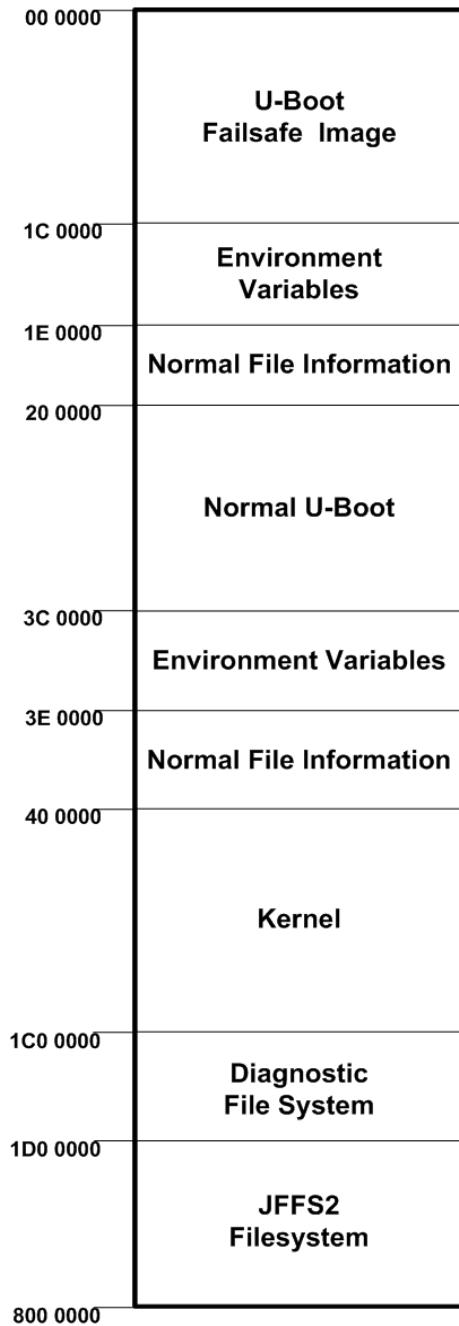 00 0000
U-Boot
Failsafe Image
1C 0000
Environment
Variables
1E 0000
Normal File Information
20 0000
Normal U-Boot
3C 0000
Environment Variables
3E 0000
Normal File Information
40 0000
Kernel
1C0 0000
Diagnostic
File System
1D0 0000
JFFS2
Filesystem
800 0000